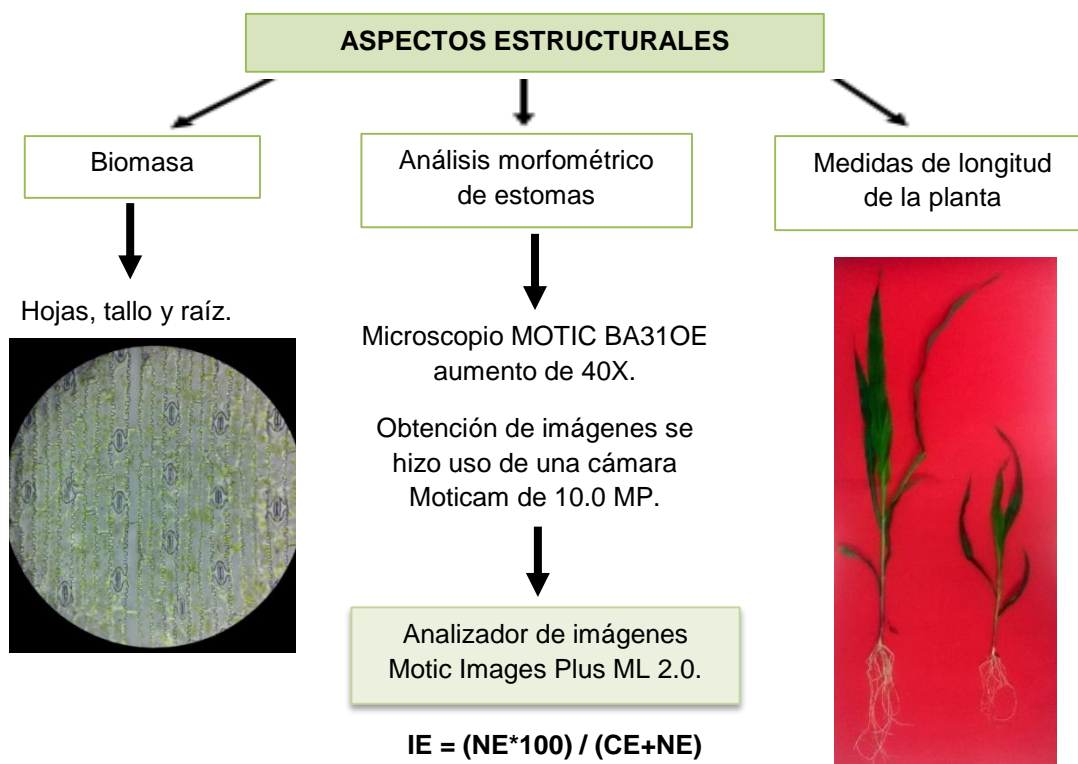 ASPECTOS ESTRUCTURALES
Biomasa
Hojas, tallo y raíz.
Análisis morfométrico
de estomas
Microscopio MOTIC BA31OE
aumento de 40X.
Obtención de imágenes se
hizo uso de una cámara
Moticam de 10.0 MP.
Analizador de imágenes
Motic Images Plus ML 2.0.
IE = (NE*100) / (CE+NE)
Medidas de longitud
de la planta